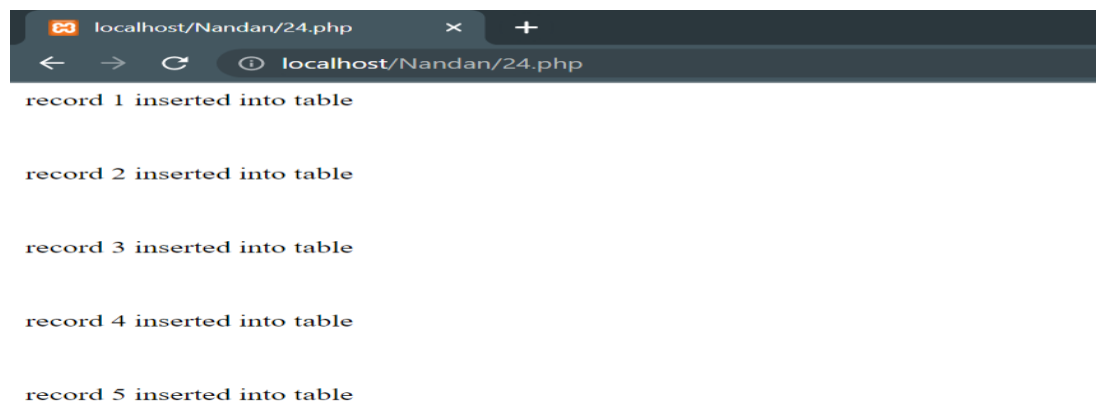 localhost/Nandan/24.php
localhost/Nandan/24.php
record 1 inserted into table
record 2 inserted into table
record 3 inserted into table
record 4 inserted into table
record 5 inserted into table